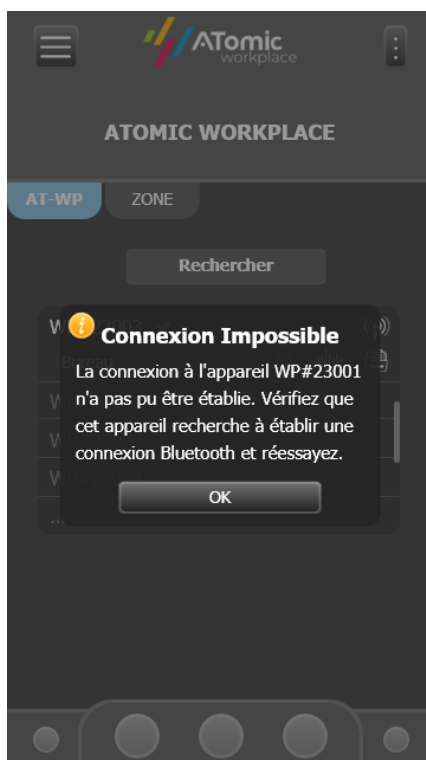 ATomic
workplace
ATOMIC WORKPLACE
AT-WP ZONE
Rechercher
Connexion Impossible
La connexion à l'appareil WP#23001
n'a pas pu être établie. Vérifiez que
cet appareil recherche à établir une
connexion Bluetooth et réessayez.
OK
Bureau
...